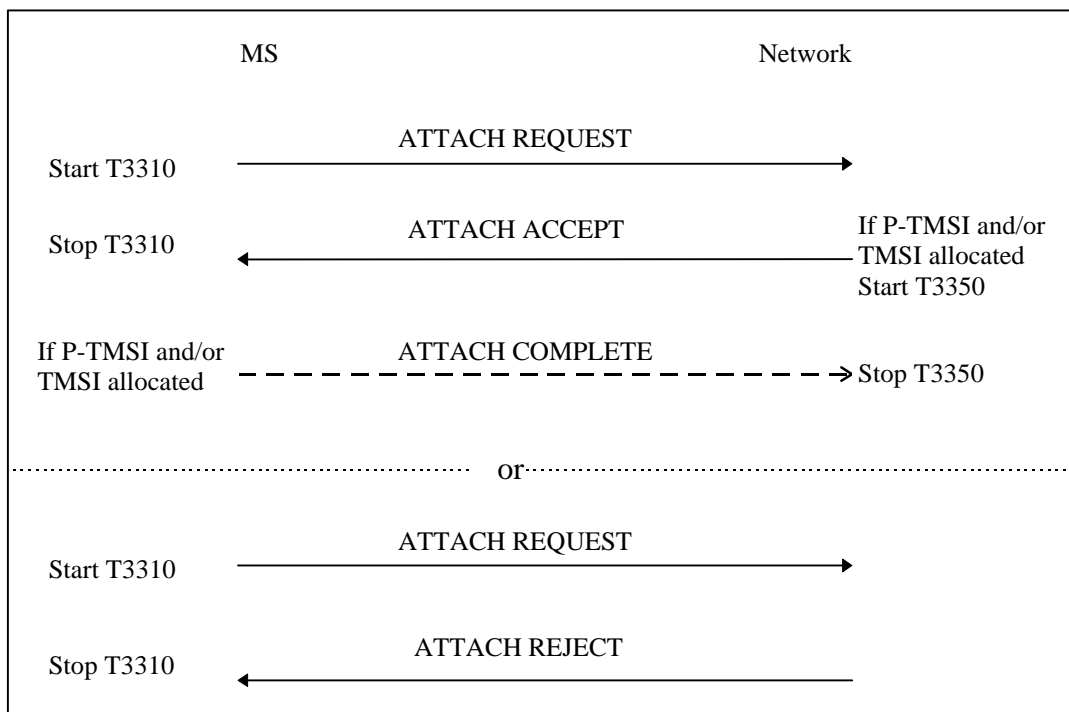 MS
Network
ATTACH REQUEST
Start T3310
ATTACH ACCEPT
Stop T3310
If P-TMSI and/or
TMSI allocated
Start T3350
If P-TMSI and/or
TMSI allocated
ATTACH COMPLETE
Stop T3350
or
ATTACH REQUEST
Start T3310
ATTACH REJECT
Stop T3310